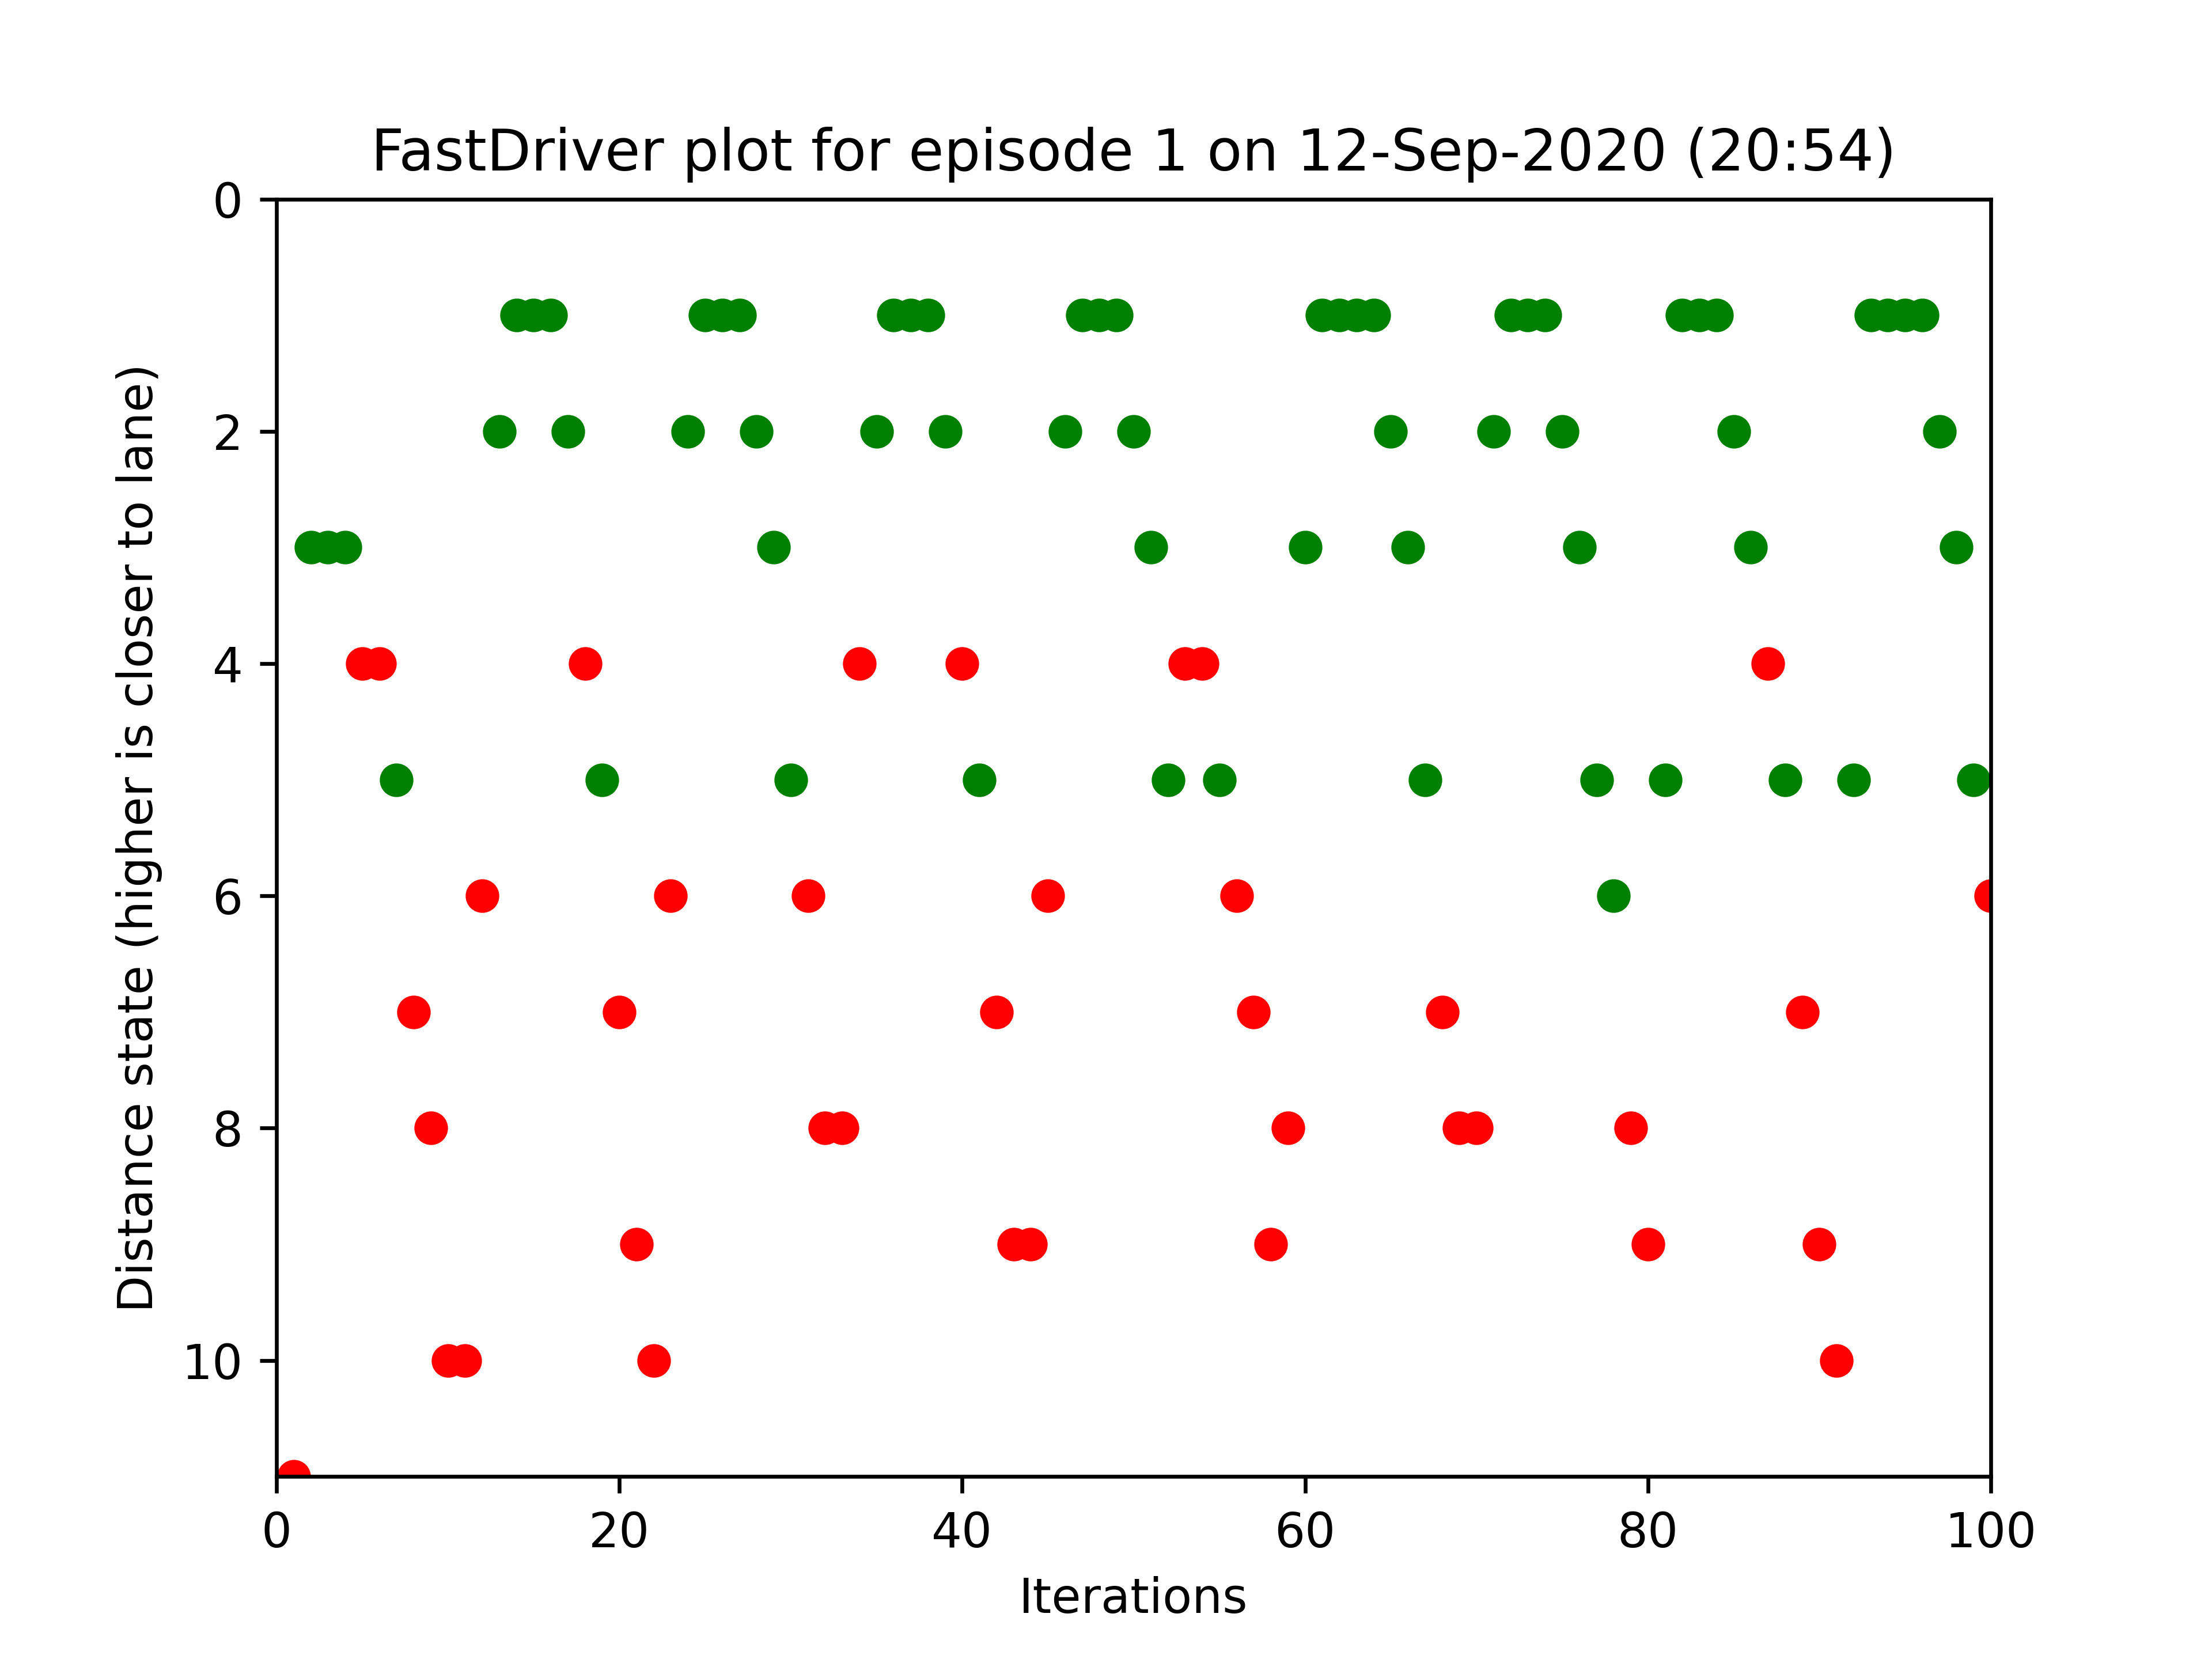 FastDriver plot for episode 1 on 12-Sep-2020 (20:54)
0
2
4
6
8
10
Distance state (higher is closer to lane)
0 20 40 60 80 100
Iterations